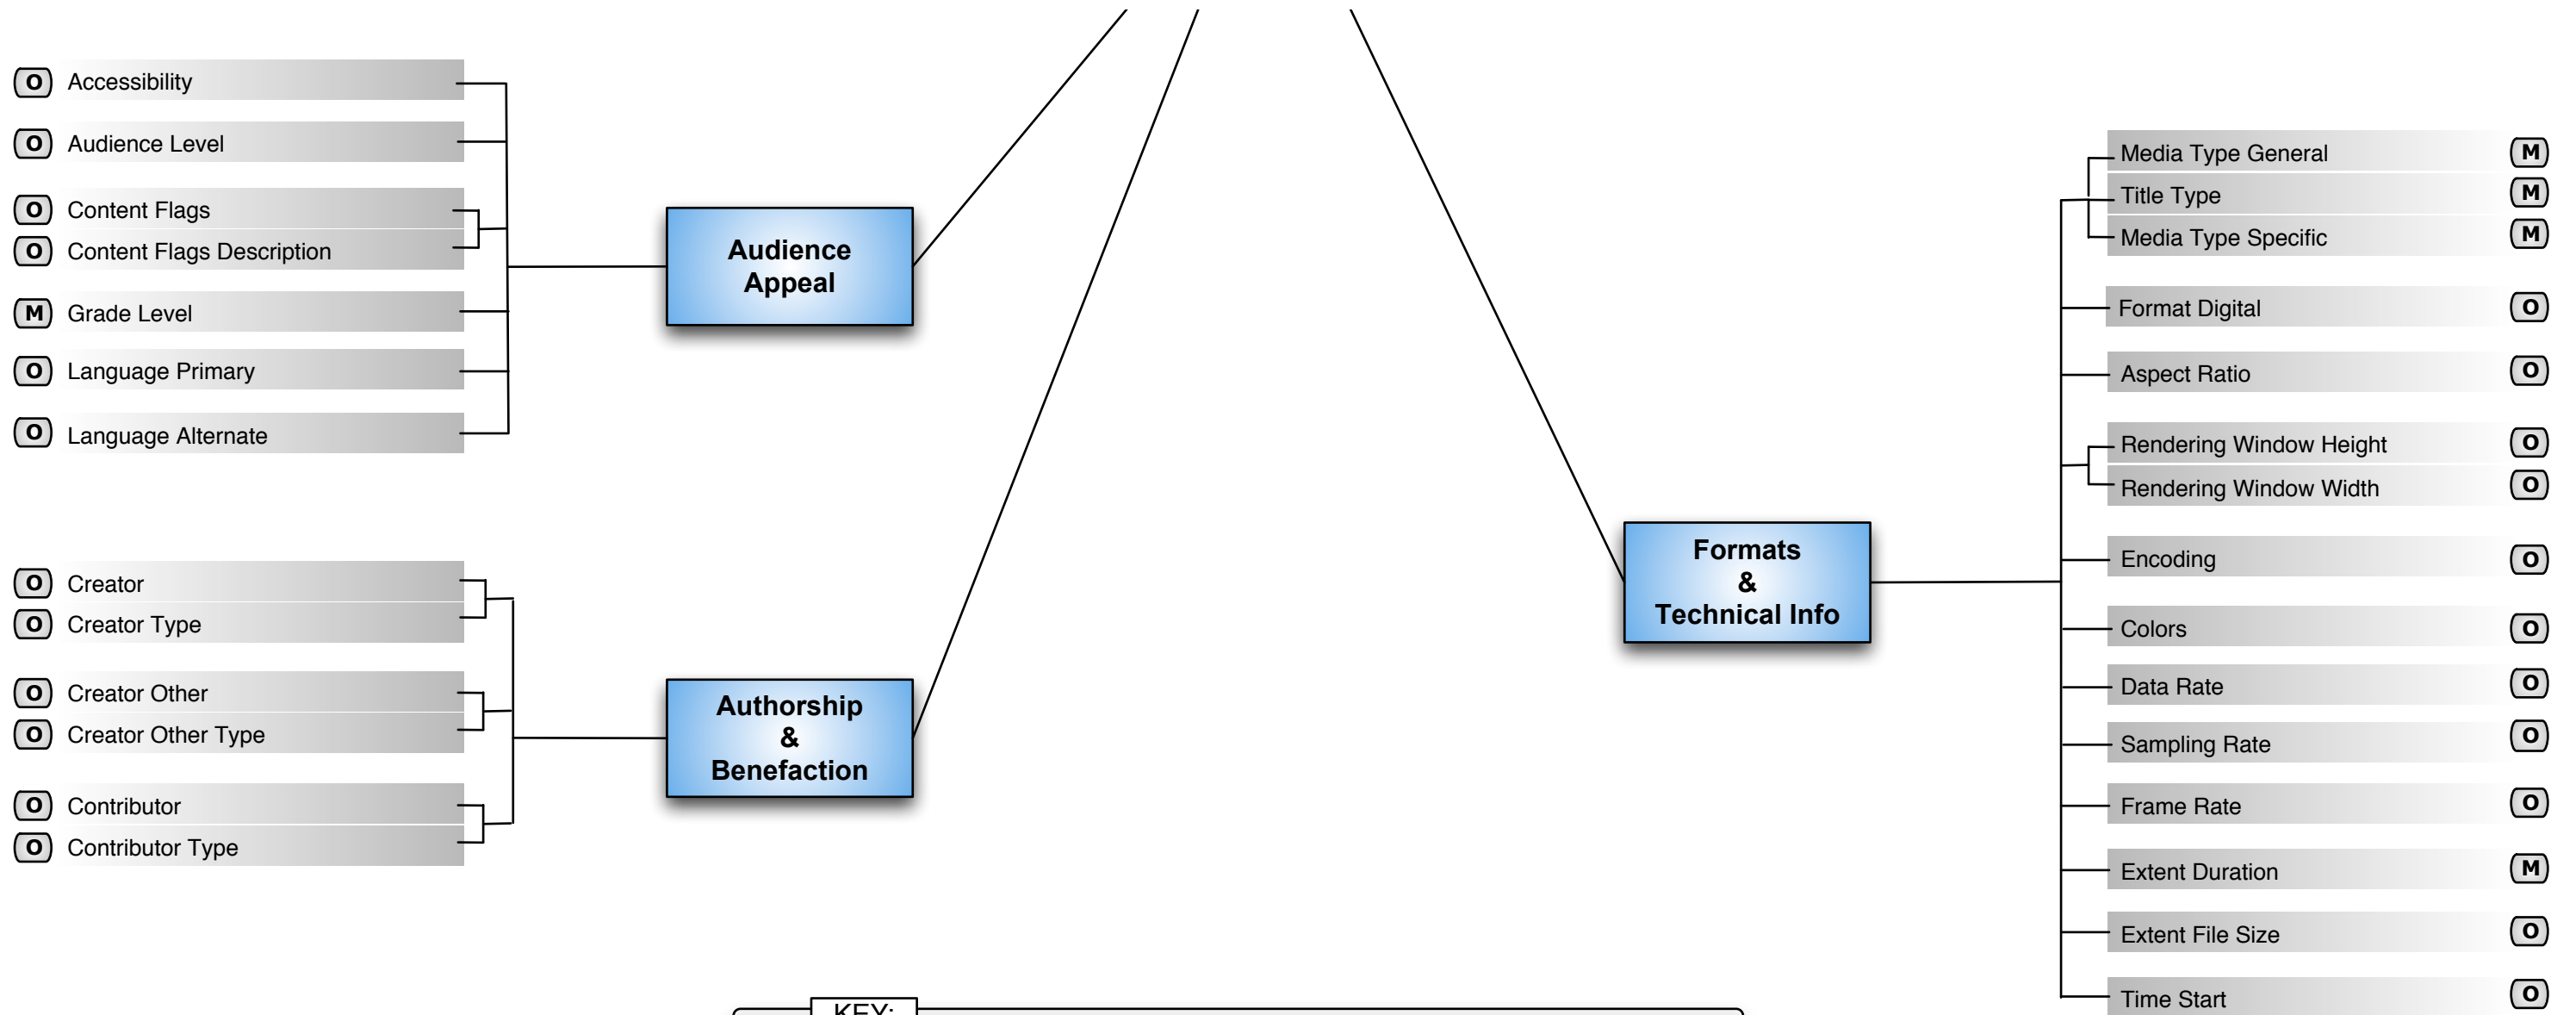 O Accessibility
O Audience Level
O Content Flags
O Content Flags Description
M Grade Level
O Language Primary
O Language Alternate
Audience
Appeal
O Creator
O Creator Type
O Creator Other
O Creator Other Type
O Contributor
O Contributor Type
Authorship
&
Benefaction
Formats
&
Technical Info
Media Type General M
Title Type M
Media Type Specific M
Format Digital O
Aspect Ratio O
Rendering Window Height O
Rendering Window Width O
Encoding O
Colors O
Data Rate O
Sampling Rate O
Frame Rate O
Extent Duration M
Extent File Size O
Time Start O
KEY: